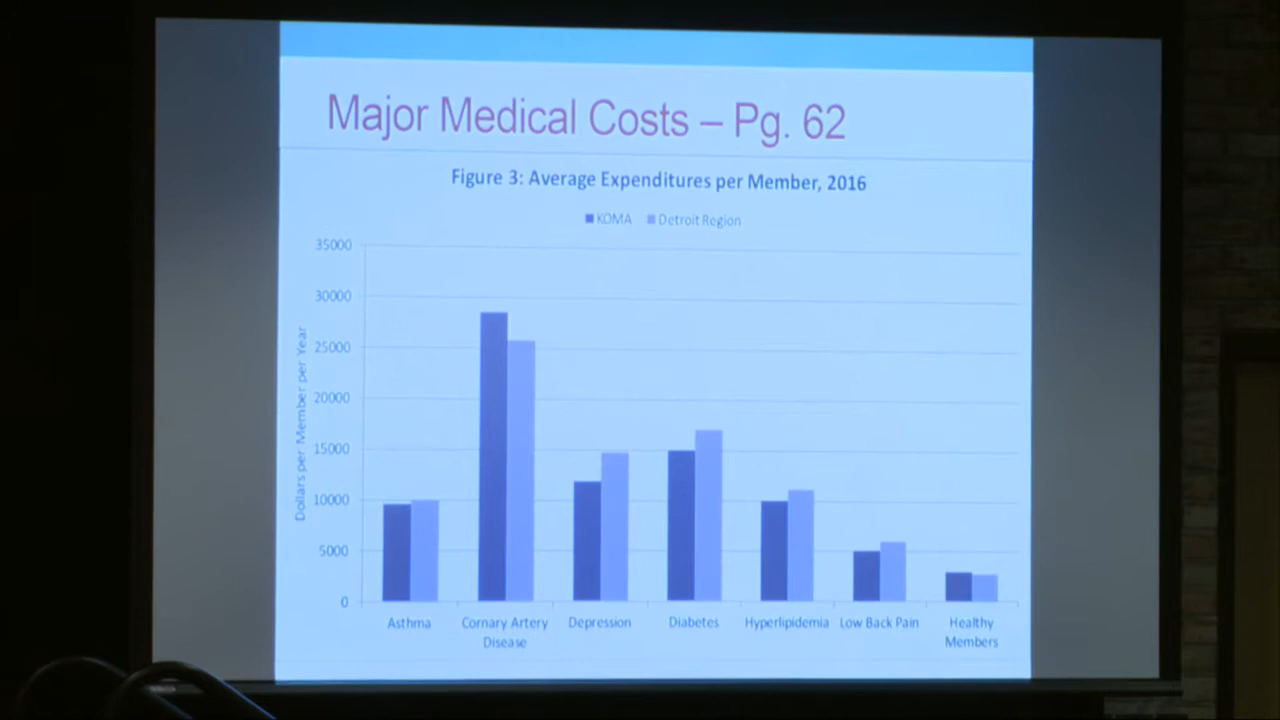 Major Medical Costs – Pg. 62
Figure 3: Average Expenditures per Member, 2016
KOMA Detroit Region
Dollars per Member per Year
35000
30000
25000
20000
15000
10000
5000
0
Asthma
Cornary Artery
Disease
Depression
Diabetes
Hyperlipidemia
Low Back Pain
Healthy
Members